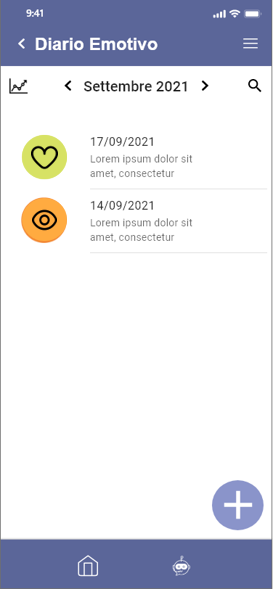 9:41
Diario Emotivo
Settembre 2021
17/09/2021
Lorem ipsum dolor sit
amet, consectetur
14/09/2021
Lorem ipsum dolor sit
amet, consectetur